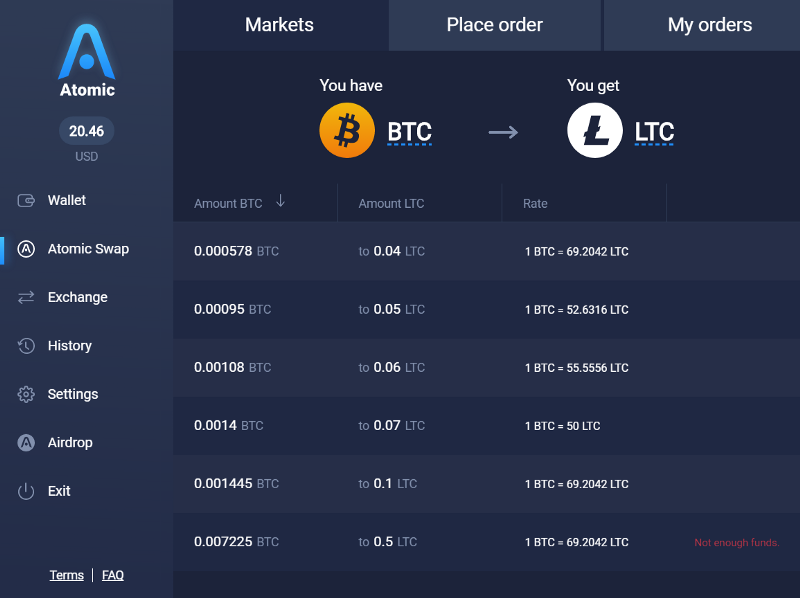 Atomic
20.46
USD
Wallet
Atomic Swap
Exchange
History
Settings
Airdrop
Exit
Terms | FAQ
Markets Place order My orders
You have You get
BTC → LTC
Amount BTC ↓ Amount LTC Rate
0.000578 BTC to 0.04 LTC 1 BTC = 69.2042 LTC
0.00095 BTC to 0.05 LTC 1 BTC = 52.6316 LTC
0.00108 BTC to 0.06 LTC 1 BTC = 55.5556 LTC
0.0014 BTC to 0.07 LTC 1 BTC = 50 LTC
0.001445 BTC to 0.1 LTC 1 BTC = 69.2042 LTC
0.007225 BTC to 0.5 LTC 1 BTC = 69.2042 LTC Not enough funds.